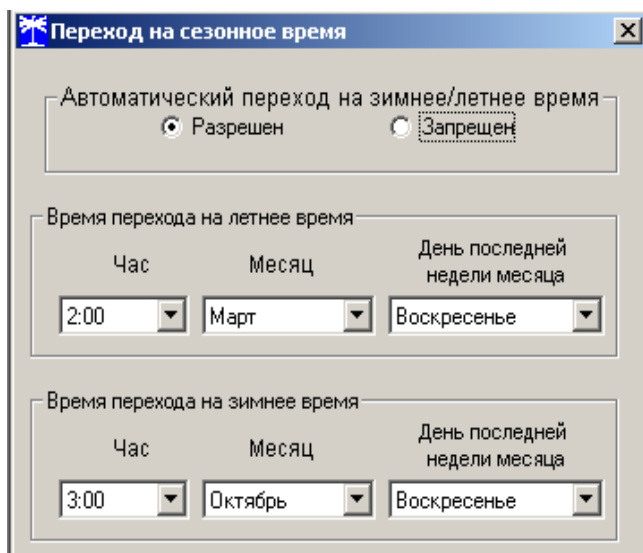 Переход на сезонное время
Автоматический переход на зимнее/летнее время
Разрешен Запрещен
Время перехода на летнее время
Час Месяц День последней недели месяца
2:00 Март Воскресенье
Время перехода на зимнее время
Час Месяц День последней недели месяца
3:00 Октябрь Воскресенье